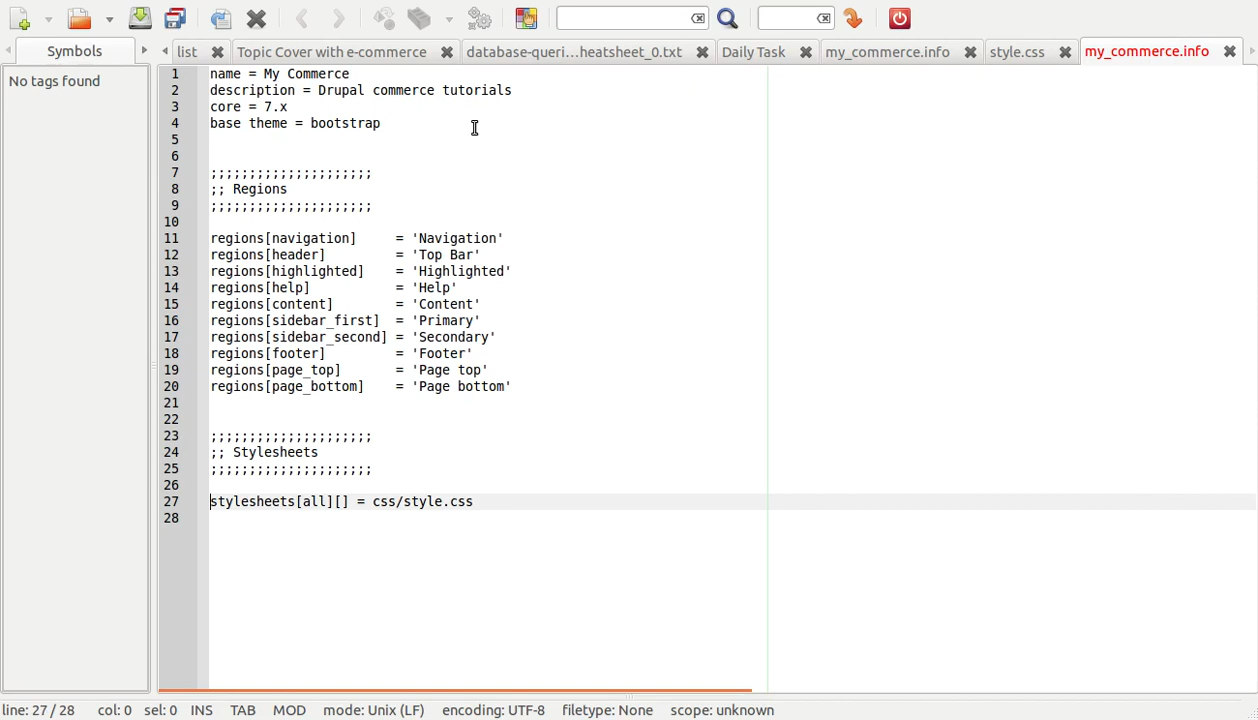 list
Topic Cover with e-commerce
database-queri...heatsheet_0.txt
Daily Task
my_commerce.info
style.css
my_commerce.info
Symbols
No tags found
1 name = My Commerce
2 description = Drupal commerce tutorials
3 core = 7.x
4 base theme = bootstrap
5
6
7 ;;;;;;;;;;;;;;;;;;;;;
8 ;; Regions
9 ;;;;;;;;;;;;;;;;;;;;;
10
11 regions[navigation]     = 'Navigation'
12 regions[header]         = 'Top Bar'
13 regions[highlighted]    = 'Highlighted'
14 regions[help]           = 'Help'
15 regions[content]        = 'Content'
16 regions[sidebar_first]  = 'Primary'
17 regions[sidebar_second] = 'Secondary'
18 regions[footer]         = 'Footer'
19 regions[page_top]       = 'Page top'
20 regions[page_bottom]    = 'Page bottom'
21
22
23 ;;;;;;;;;;;;;;;;;;;;;
24 ;; Stylesheets
25 ;;;;;;;;;;;;;;;;;;;;;
26
27 stylesheets[all][] = css/style.css
28
line: 27 / 28 col: 0 sel: 0 INS TAB MOD mode: Unix (LF) encoding: UTF-8 filetype: None scope: unknown